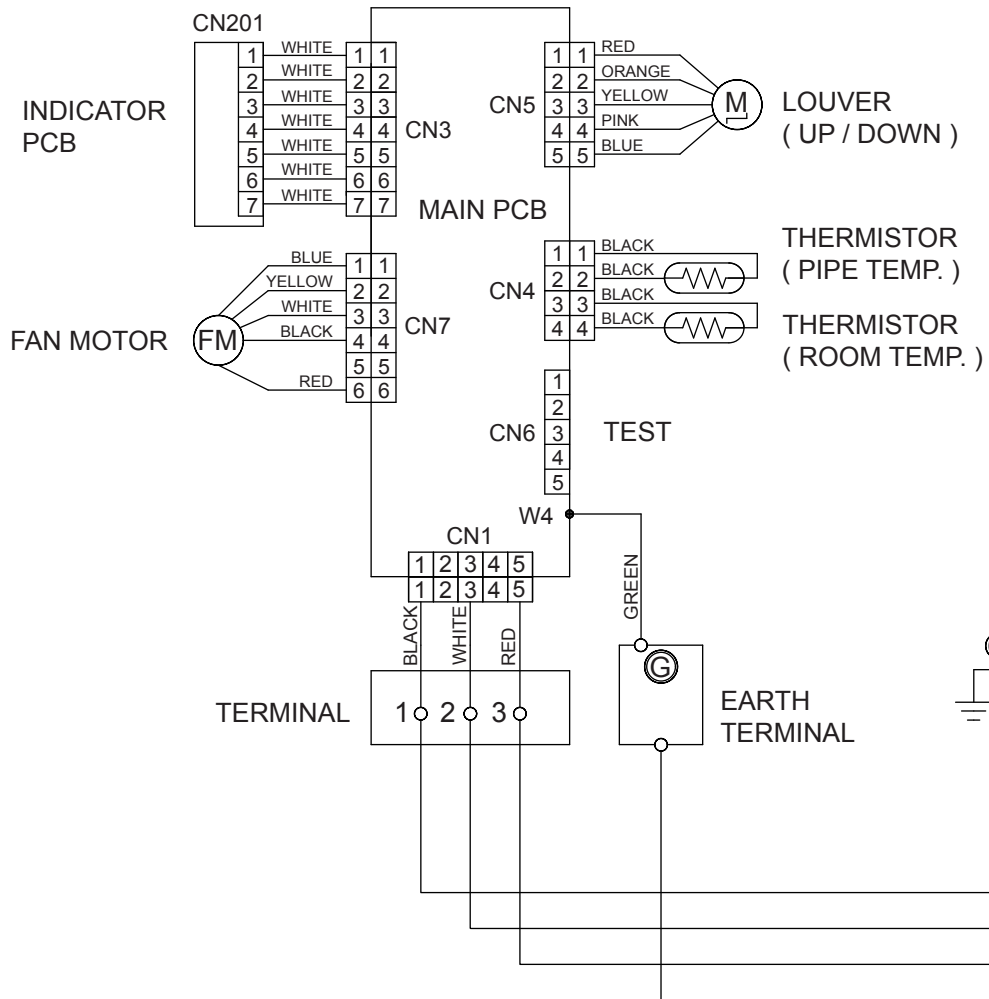 CN201
INDICATOR
PCB
1 WHITE 1 1
2 WHITE 2 2
3 WHITE 3 3
4 WHITE 4 4
5 WHITE 5 5
6 WHITE 6 6
7 WHITE 7 7
CN3
MAIN PCB
CN5
1 1 RED
2 2 ORANGE
3 3 YELLOW
4 4 PINK
5 5 BLUE
M
LOUVER
( UP / DOWN )
FAN MOTOR
FM
BLUE 1 1
YELLOW 2 2
WHITE 3 3
BLACK 4 4
5 5
RED 6 6
CN7
CN4
1 1 BLACK
2 2 BLACK
3 3 BLACK
4 4 BLACK
THERMISTOR
( PIPE TEMP. )
THERMISTOR
( ROOM TEMP. )
CN6
1
2
3
4
5
TEST
W4
CN1
1 2 3 4 5
1 2 3 4 5
BLACK
WHITE
RED
GREEN
TERMINAL
1 2 3
G
EARTH
TERMINAL